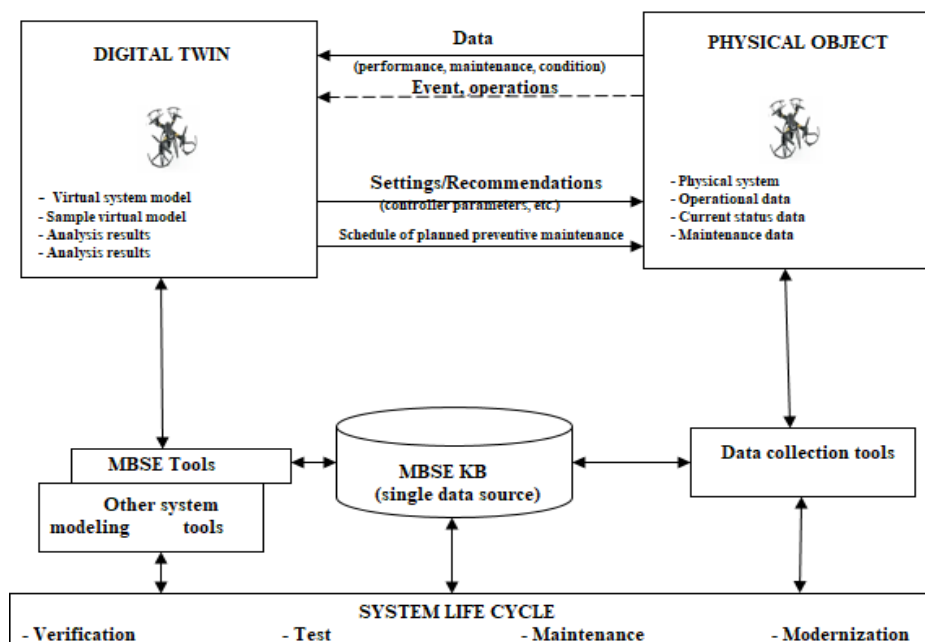 DIGITAL TWIN
- Virtual system model
- Sample virtual model
- Analysis results
- Analysis results
Data
(performance, maintenance, condition)
Event, operations
Settings/Recommendations
(controller parameters, etc.)
Schedule of planned preventive maintenance
PHYSICAL OBJECT
- Physical system
- Operational data
- Current status data
- Maintenance data
MBSE Tools
Other system
modeling tools
MBSE KB
(single data source)
Data collection tools
SYSTEM LIFE CYCLE
- Verification - Test - Maintenance - Modernization